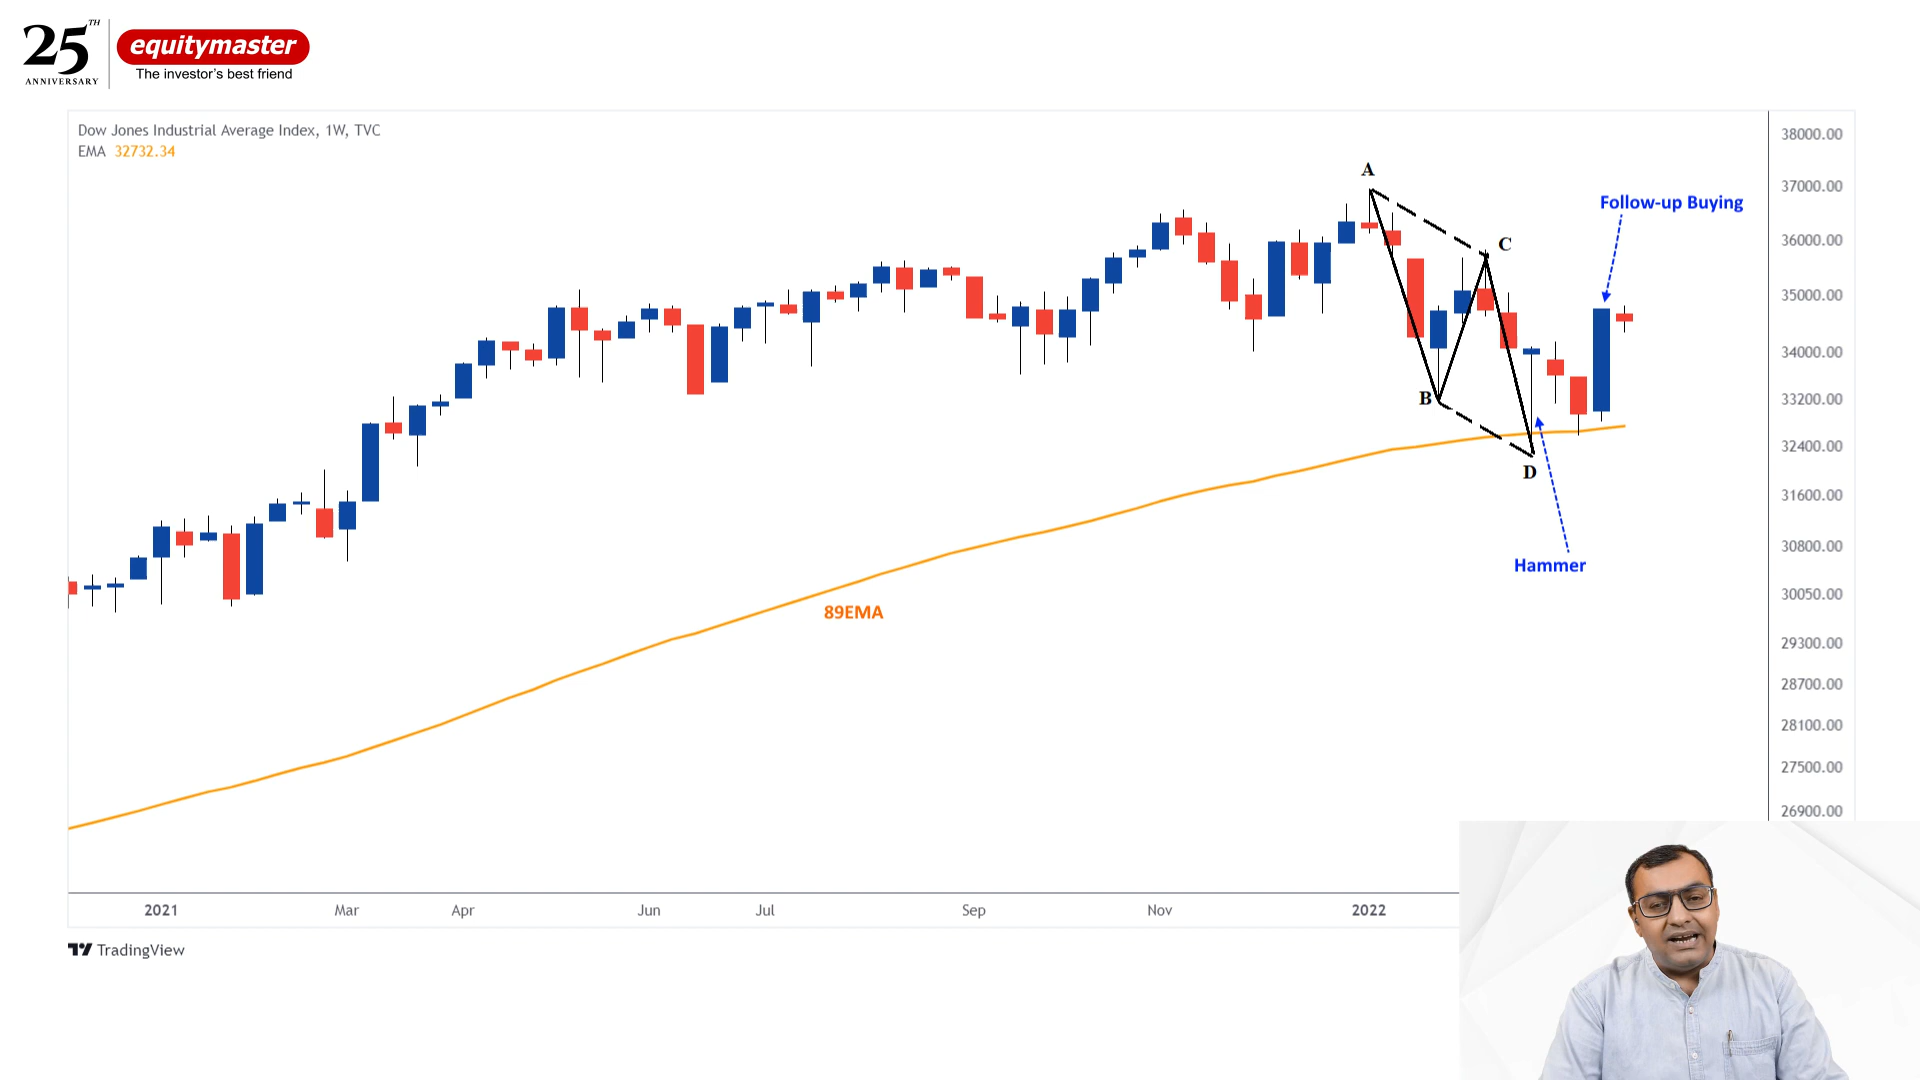 25TH
ANNIVERSARY
equitymaster
The investor's best friend
Dow Jones Industrial Average Index, 1W, TVC
EMA 32732.34
38000.00
37000.00
36000.00
35000.00
34000.00
33200.00
32400.00
31600.00
30800.00
30050.00
29300.00
28700.00
28100.00
27500.00
26900.00
A
C
B
D
Follow-up Buying
Hammer
89EMA
2021 Mar Apr Jun Jul Sep Nov 2022
TradingView